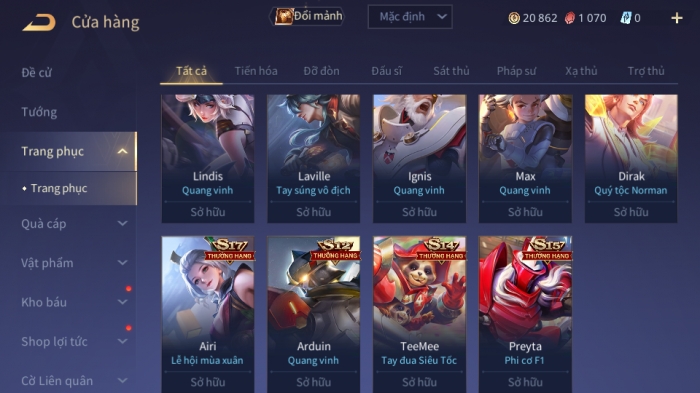 Cửa hàng
Đổi mảnh
Mặc định
20 862
1 070
0
Đề cử
Tướng
Trang phục
Trang phục
Quà cáp
Vật phẩm
Kho báu
Shop lợi tức
Cờ Liên quân
Tất cả
Tiến hóa
Đỡ đòn
Đấu sĩ
Sát thủ
Pháp sư
Xạ thủ
Trợ thủ
Lindis
Quang vinh
Sở hữu
Laville
Tay súng vô địch
Sở hữu
Ignis
Quang vinh
Sở hữu
Max
Quang vinh
Sở hữu
Dirak
Quý tộc Norman
Sở hữu
S17
THƯỞNG HẠNG
Airi
Lễ hội mùa xuân
Sở hữu
S12
THƯỞNG HẠNG
Arduin
Quang vinh
Sở hữu
S14
THƯỞNG HẠNG
TeeMee
Tay đua Siêu Tốc
Sở hữu
S15
THƯỞNG HẠNG
Preyta
Phi cơ F1
Sở hữu